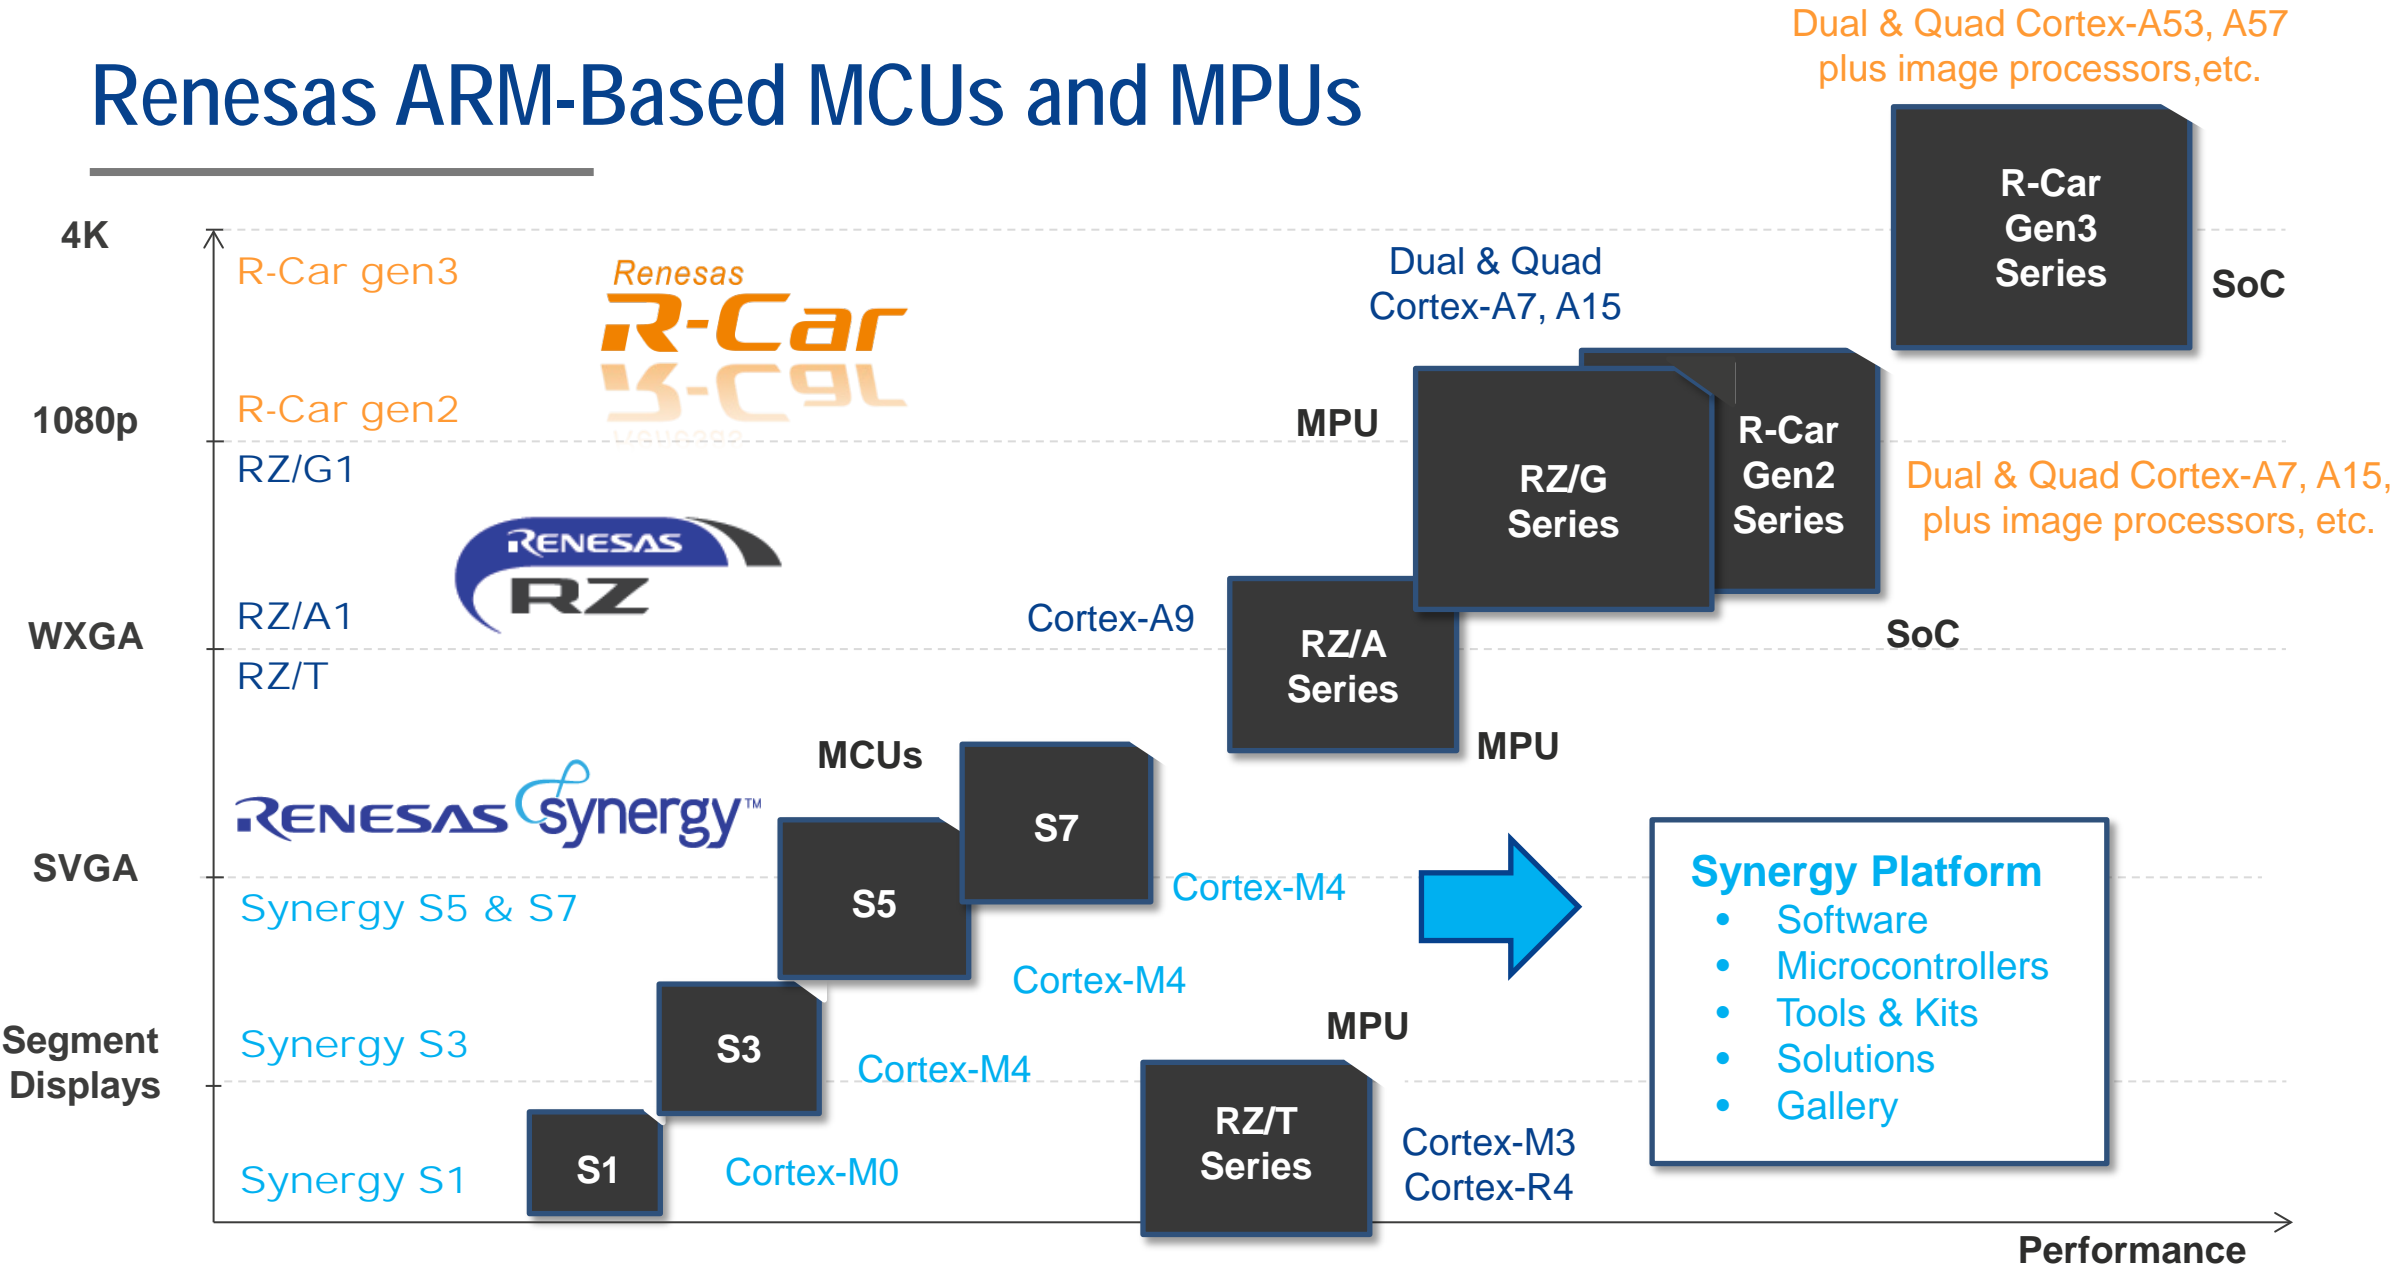 Dual & Quad Cortex-A53, A57
plus image processors,etc.
Renesas ARM-Based MCUs and MPUs
R-Car
Gen3
Series
SoC
4K
R-Car gen3
Renesas
R-Car
Dual & Quad
Cortex-A7, A15
1080p
R-Car gen2
MPU
R-Car
Gen2
Series
RZ/G1
RZ/G
Series
Dual & Quad Cortex-A7, A15,
plus image processors, etc.
RENESAS
RZ
WXGA
RZ/A1
Cortex-A9
RZ/A
Series
SoC
RZ/T
MCUs
MPU
RENESAS synergy™
S7
SVGA
Synergy S5 & S7
S5
Cortex-M4
Synergy Platform
• Software
• Microcontrollers
• Tools & Kits
• Solutions
• Gallery
Cortex-M4
Segment
Displays
Synergy S3
S3
Cortex-M4
MPU
RZ/T
Series
Cortex-M3
Cortex-R4
Synergy S1
S1
Cortex-M0
Performance